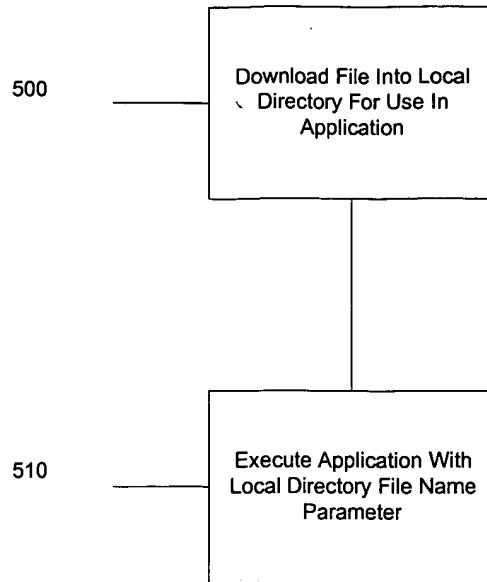 500
Download File Into Local
Directory For Use In
Application
510
Execute Application With
Local Directory File Name
Parameter